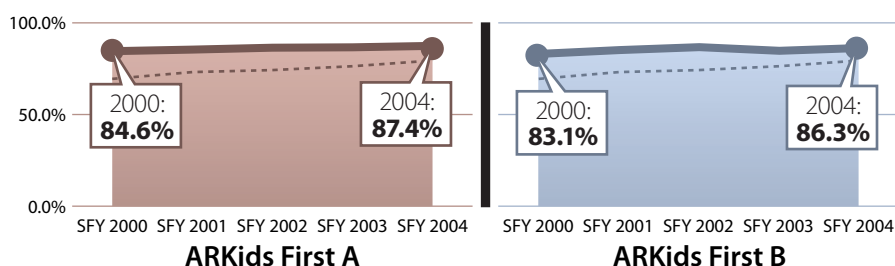 100.0%
50.0%
0.0%
2000:
84.6%
2004:
87.4%
SFY 2000 SFY 2001 SFY 2002 SFY 2003 SFY 2004
ARKids First A
2000:
83.1%
2004:
86.3%
SFY 2000 SFY 2001 SFY 2002 SFY 2003 SFY 2004
ARKids First B